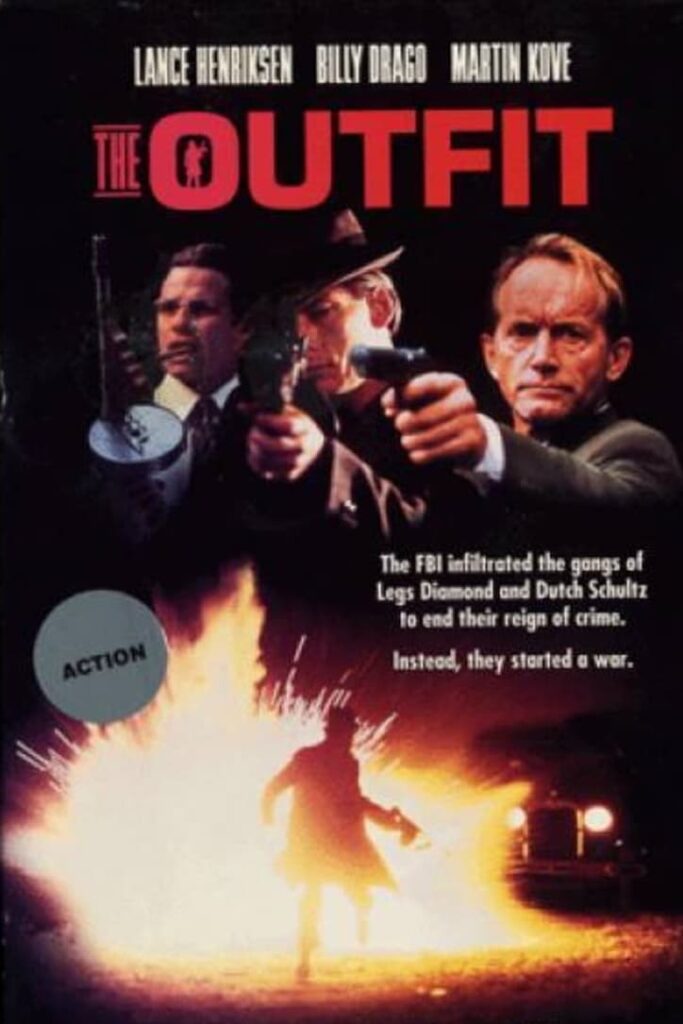 LANCE HENRIKSEN BILLY DRAGO MARTIN KOVE
THE OUTFIT
The FBI infiltrated the gangs of
Legs Diamond and Dutch Schultz
to end their reign of crime.
Instead, they started a war.
ACTION